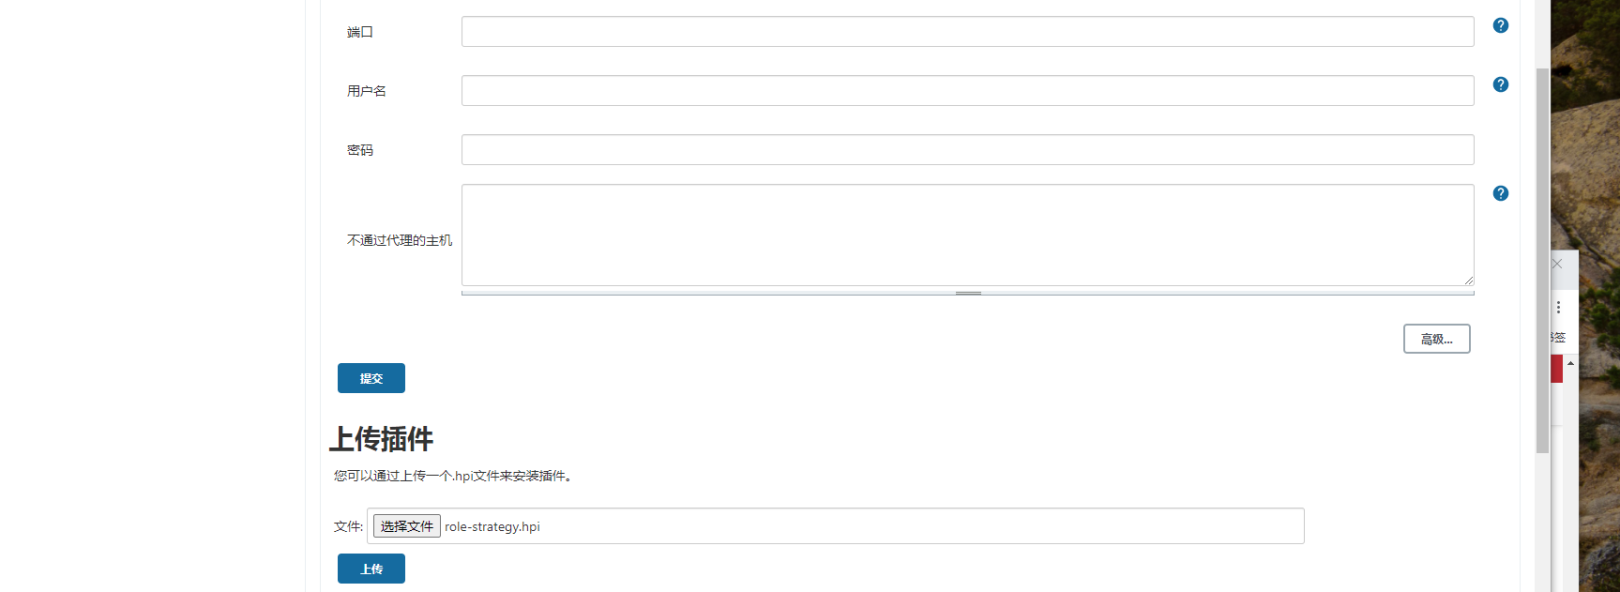 端口
用户名
密码
不通过代理的主机
高级...
提交
上传插件
您可以通过上传一个.hpi文件来安装插件。
文件: 选择文件 role-strategy.hpi
上传